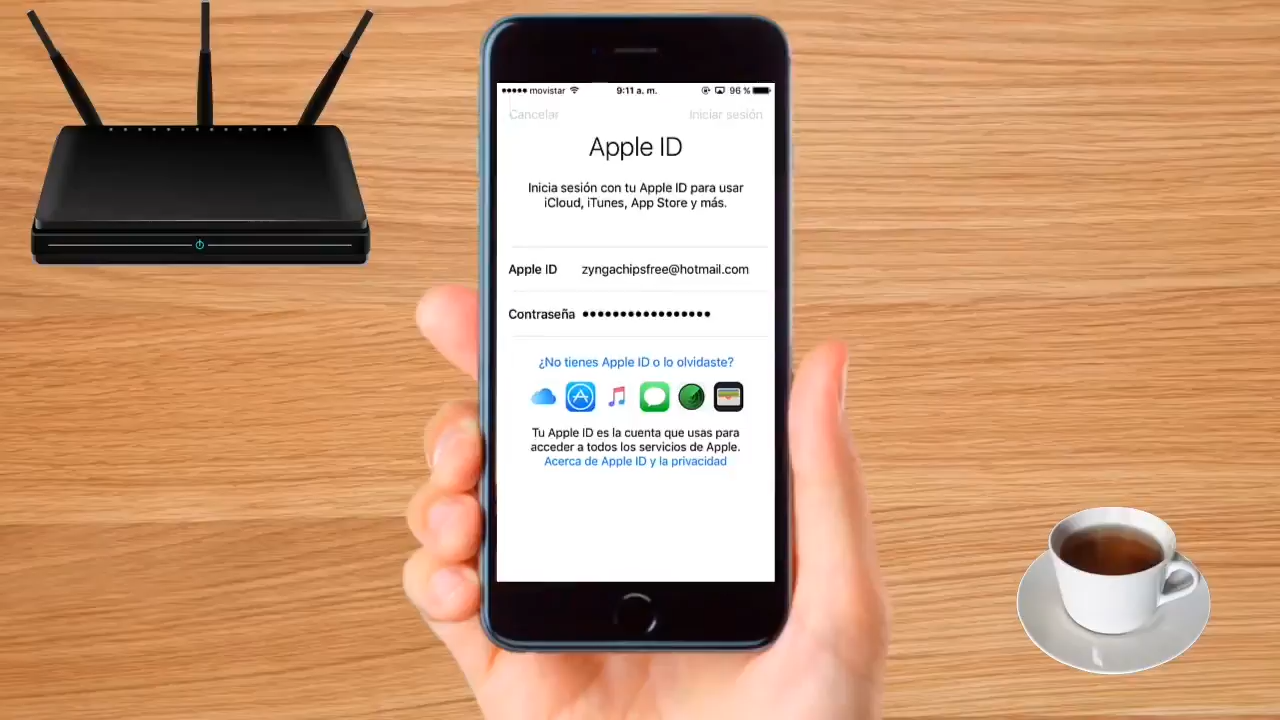 ●●●●● movistar 9:11 a. m. 96 %
Cancelar Iniciar sesión
Apple ID
Inicia sesión con tu Apple ID para usar
iCloud, iTunes, App Store y más.
Apple ID zyngachipsfree@hotmail.com
Contraseña ●●●●●●●●●●●●●●●●●
¿No tienes Apple ID o lo olvidaste?
Tu Apple ID es la cuenta que usas para
acceder a todos los servicios de Apple.
Acerca de Apple ID y la privacidad